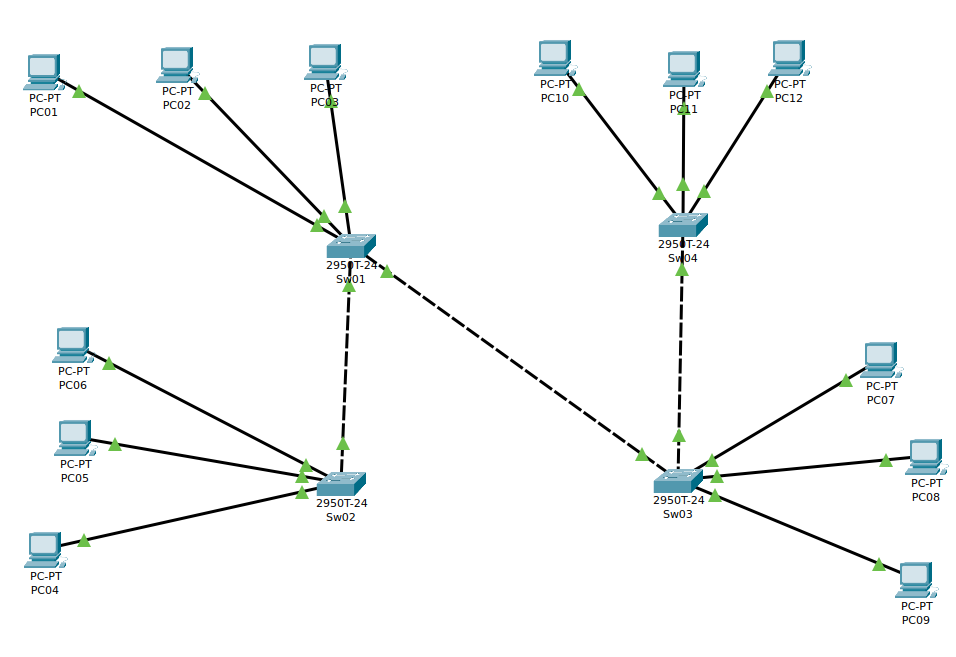 PC-PT
PC01
PC-PT
PC02
PC-PT
PC03
PC-PT
PC10
PC-PT
PC11
PC-PT
PC12
2950T-24
Sw01
2950T-24
Sw04
PC-PT
PC06
PC-PT
PC07
PC-PT
PC05
PC-PT
PC08
2950T-24
Sw02
2950T-24
Sw03
PC-PT
PC04
PC-PT
PC09